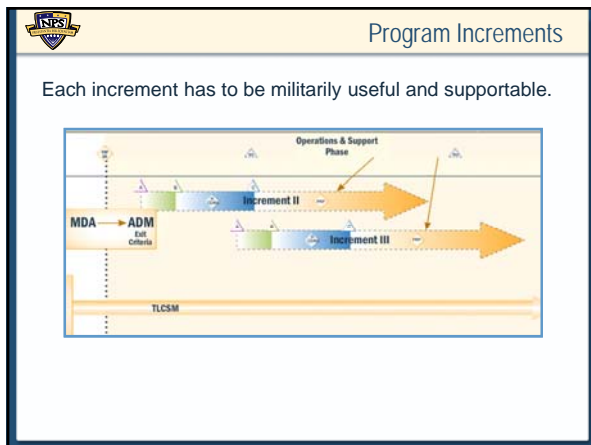 NPS
Program Increments
Each increment has to be militarily useful and supportable.
Operations & Support
Phase
Increment II
MDA
ADM
Exit
Criteria
Increment III
TLCSM